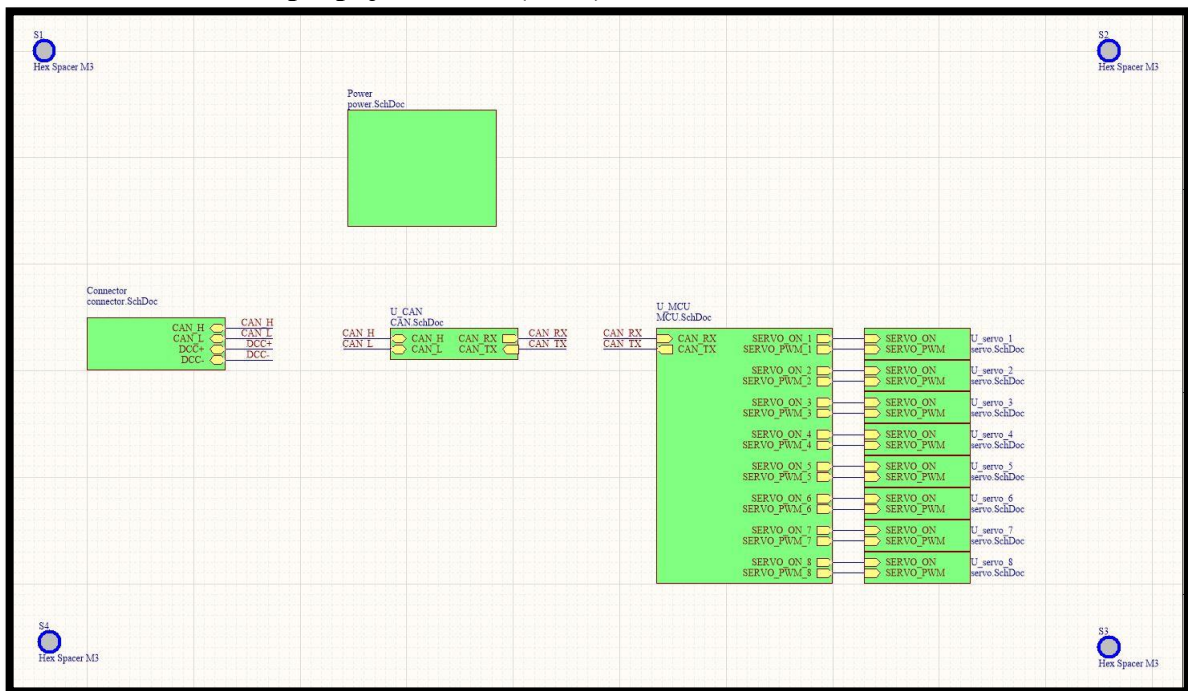 S1
Hex Spacer M3
S2
Hex Spacer M3
Power
power.SchDoc
Connector
connector.SchDoc
CAN_H
CAN_L
DCC+
DCC-
CAN_H
CAN_L
DCC+
DCC-
CAN_H
CAN_L
U_CAN
CAN.SchDoc
CAN_H CAN_RX
CAN_L CAN_TX
CAN_RX
CAN_TX
CAN_RX
CAN_TX
U_MCU
MCU.SchDoc
CAN_RX
CAN_TX
SERVO_ON_1
SERVO_PWM_1
SERVO_ON
SERVO_PWM
U_servo_1
servo.SchDoc
SERVO_ON_2
SERVO_PWM_2
SERVO_ON
SERVO_PWM
U_servo_2
servo.SchDoc
SERVO_ON_3
SERVO_PWM_3
SERVO_ON
SERVO_PWM
U_servo_3
servo.SchDoc
SERVO_ON_4
SERVO_PWM_4
SERVO_ON
SERVO_PWM
U_servo_4
servo.SchDoc
SERVO_ON_5
SERVO_PWM_5
SERVO_ON
SERVO_PWM
U_servo_5
servo.SchDoc
SERVO_ON_6
SERVO_PWM_6
SERVO_ON
SERVO_PWM
U_servo_6
servo.SchDoc
SERVO_ON_7
SERVO_PWM_7
SERVO_ON
SERVO_PWM
U_servo_7
servo.SchDoc
SERVO_ON_8
SERVO_PWM_8
SERVO_ON
SERVO_PWM
U_servo_8
servo.SchDoc
S4
Hex Spacer M3
S3
Hex Spacer M3